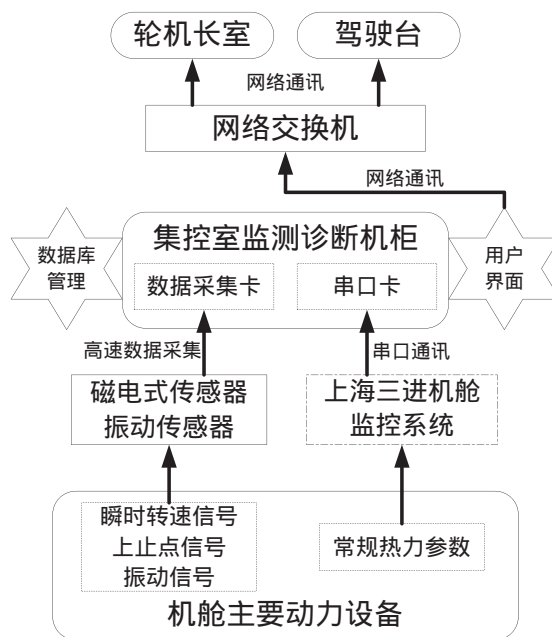 轮机长室
驾驶台
网络通讯
网络交换机
网络通讯
集控室监测诊断机柜
数据库
管理
数据采集卡
串口卡
用户
界面
高速数据采集
串口通讯
磁电式传感器
振动传感器
上海三进机舱
监控系统
瞬时转速信号
上止点信号
振动信号
常规热力参数
机舱主要动力设备